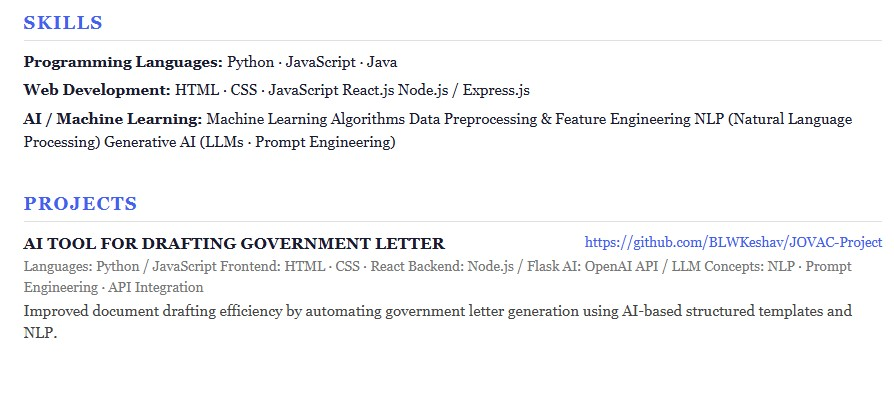 SKILLS
Programming Languages: Python · JavaScript · Java
Web Development: HTML · CSS · JavaScript React.js Node.js / Express.js
AI / Machine Learning: Machine Learning Algorithms Data Preprocessing & Feature Engineering NLP (Natural Language
Processing) Generative AI (LLMs · Prompt Engineering)
PROJECTS
AI TOOL FOR DRAFTING GOVERNMENT LETTER https://github.com/BLWKeshav/JOVAC-Project
Languages: Python / JavaScript Frontend: HTML · CSS · React Backend: Node.js / Flask AI: OpenAI API / LLM Concepts: NLP · Prompt
Engineering · API Integration
Improved document drafting efficiency by automating government letter generation using AI-based structured templates and
NLP.